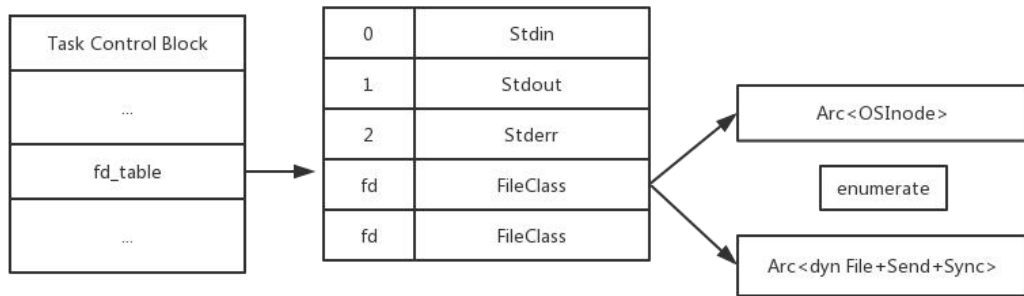 Task Control Block
...
fd_table
...
0 Stdin
1 Stdout
2 Stderr
fd FileClass
fd FileClass
Arc<OSInode>
enumerate
Arc<dyn File+Send+Sync>